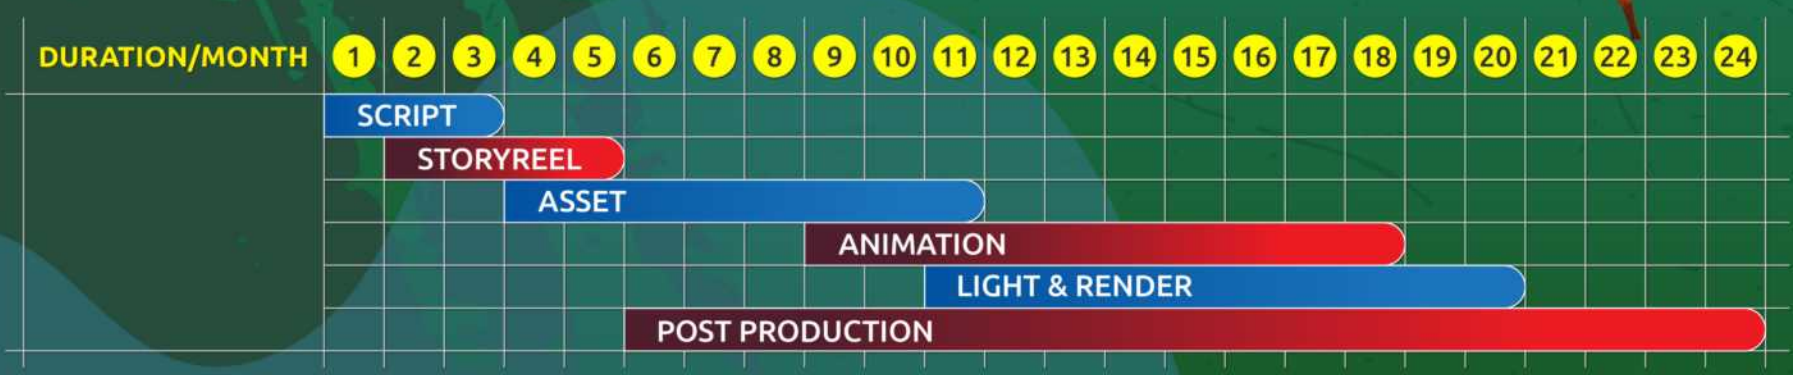 DURATION/MONTH 1 2 3 4 5 6 7 8 9 10 11 12 13 14 15 16 17 18 19 20 21 22 23 24
SCRIPT
STORYREEL
ASSET
ANIMATION
LIGHT & RENDER
POST PRODUCTION